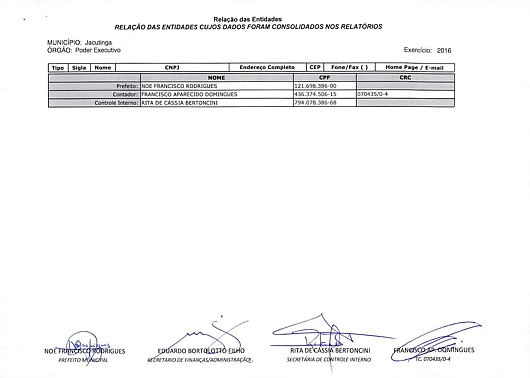 Relação das Entidades
RELAÇÃO DAS ENTIDADES CUJOS DADOS FORAM CONSOLIDADOS NOS RELATÓRIOS
MUNICÍPIO: Jacutinga
ÓRGÃO: Poder Executivo Exercício: 2016
Tipo Sigla Nome CNPJ Endereço Completo CEP Fone/Fax ( ) Home Page / E-mail
NOME CPF CRC
Prefeito: NOE FRANCISCO RODRIGUES 121.698.386-00
Contador: FRANCISCO APARECIDO DOMINGUES 436.374.506-15 070435/0-4
Controle Interno: RITA DE CÁSSIA BERTONCINI 794.078.386-68
NOÉ FRANCISCO RODRIGUES EDUARDO BORTOLOTTO FILHO RITA DE CÁSSIA BERTONCINI FRANCISCO AP. DOMINGUES
PREFEITO MUNICIPAL SECRETÁRIO DE FINANÇAS/ADMINISTRAÇÃO SECRETÁRIA DE CONTROLE INTERNO TC. 070435/0-4